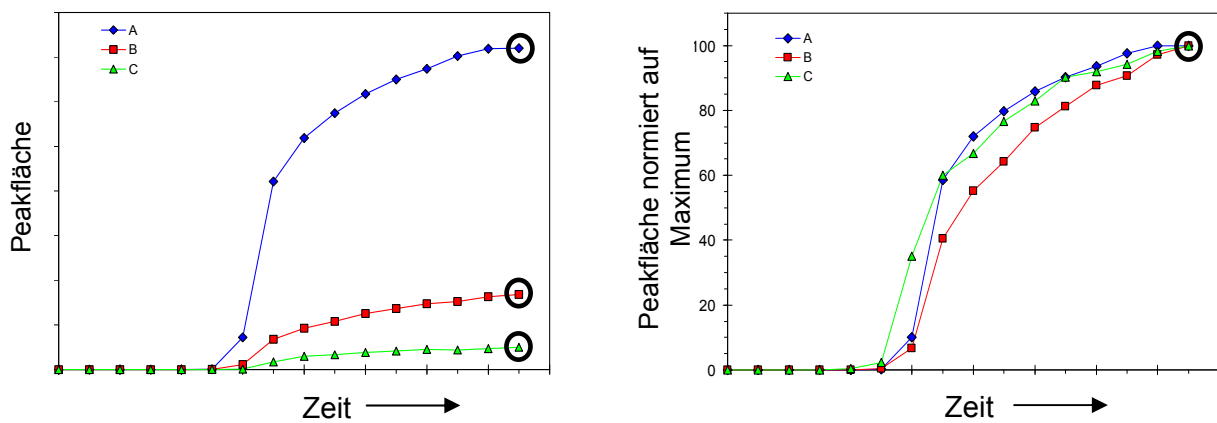 A
B
C
Peakfläche
Zeit
A
B
C
100
80
60
40
20
0
Peakfläche normiert auf
Maximum
Zeit